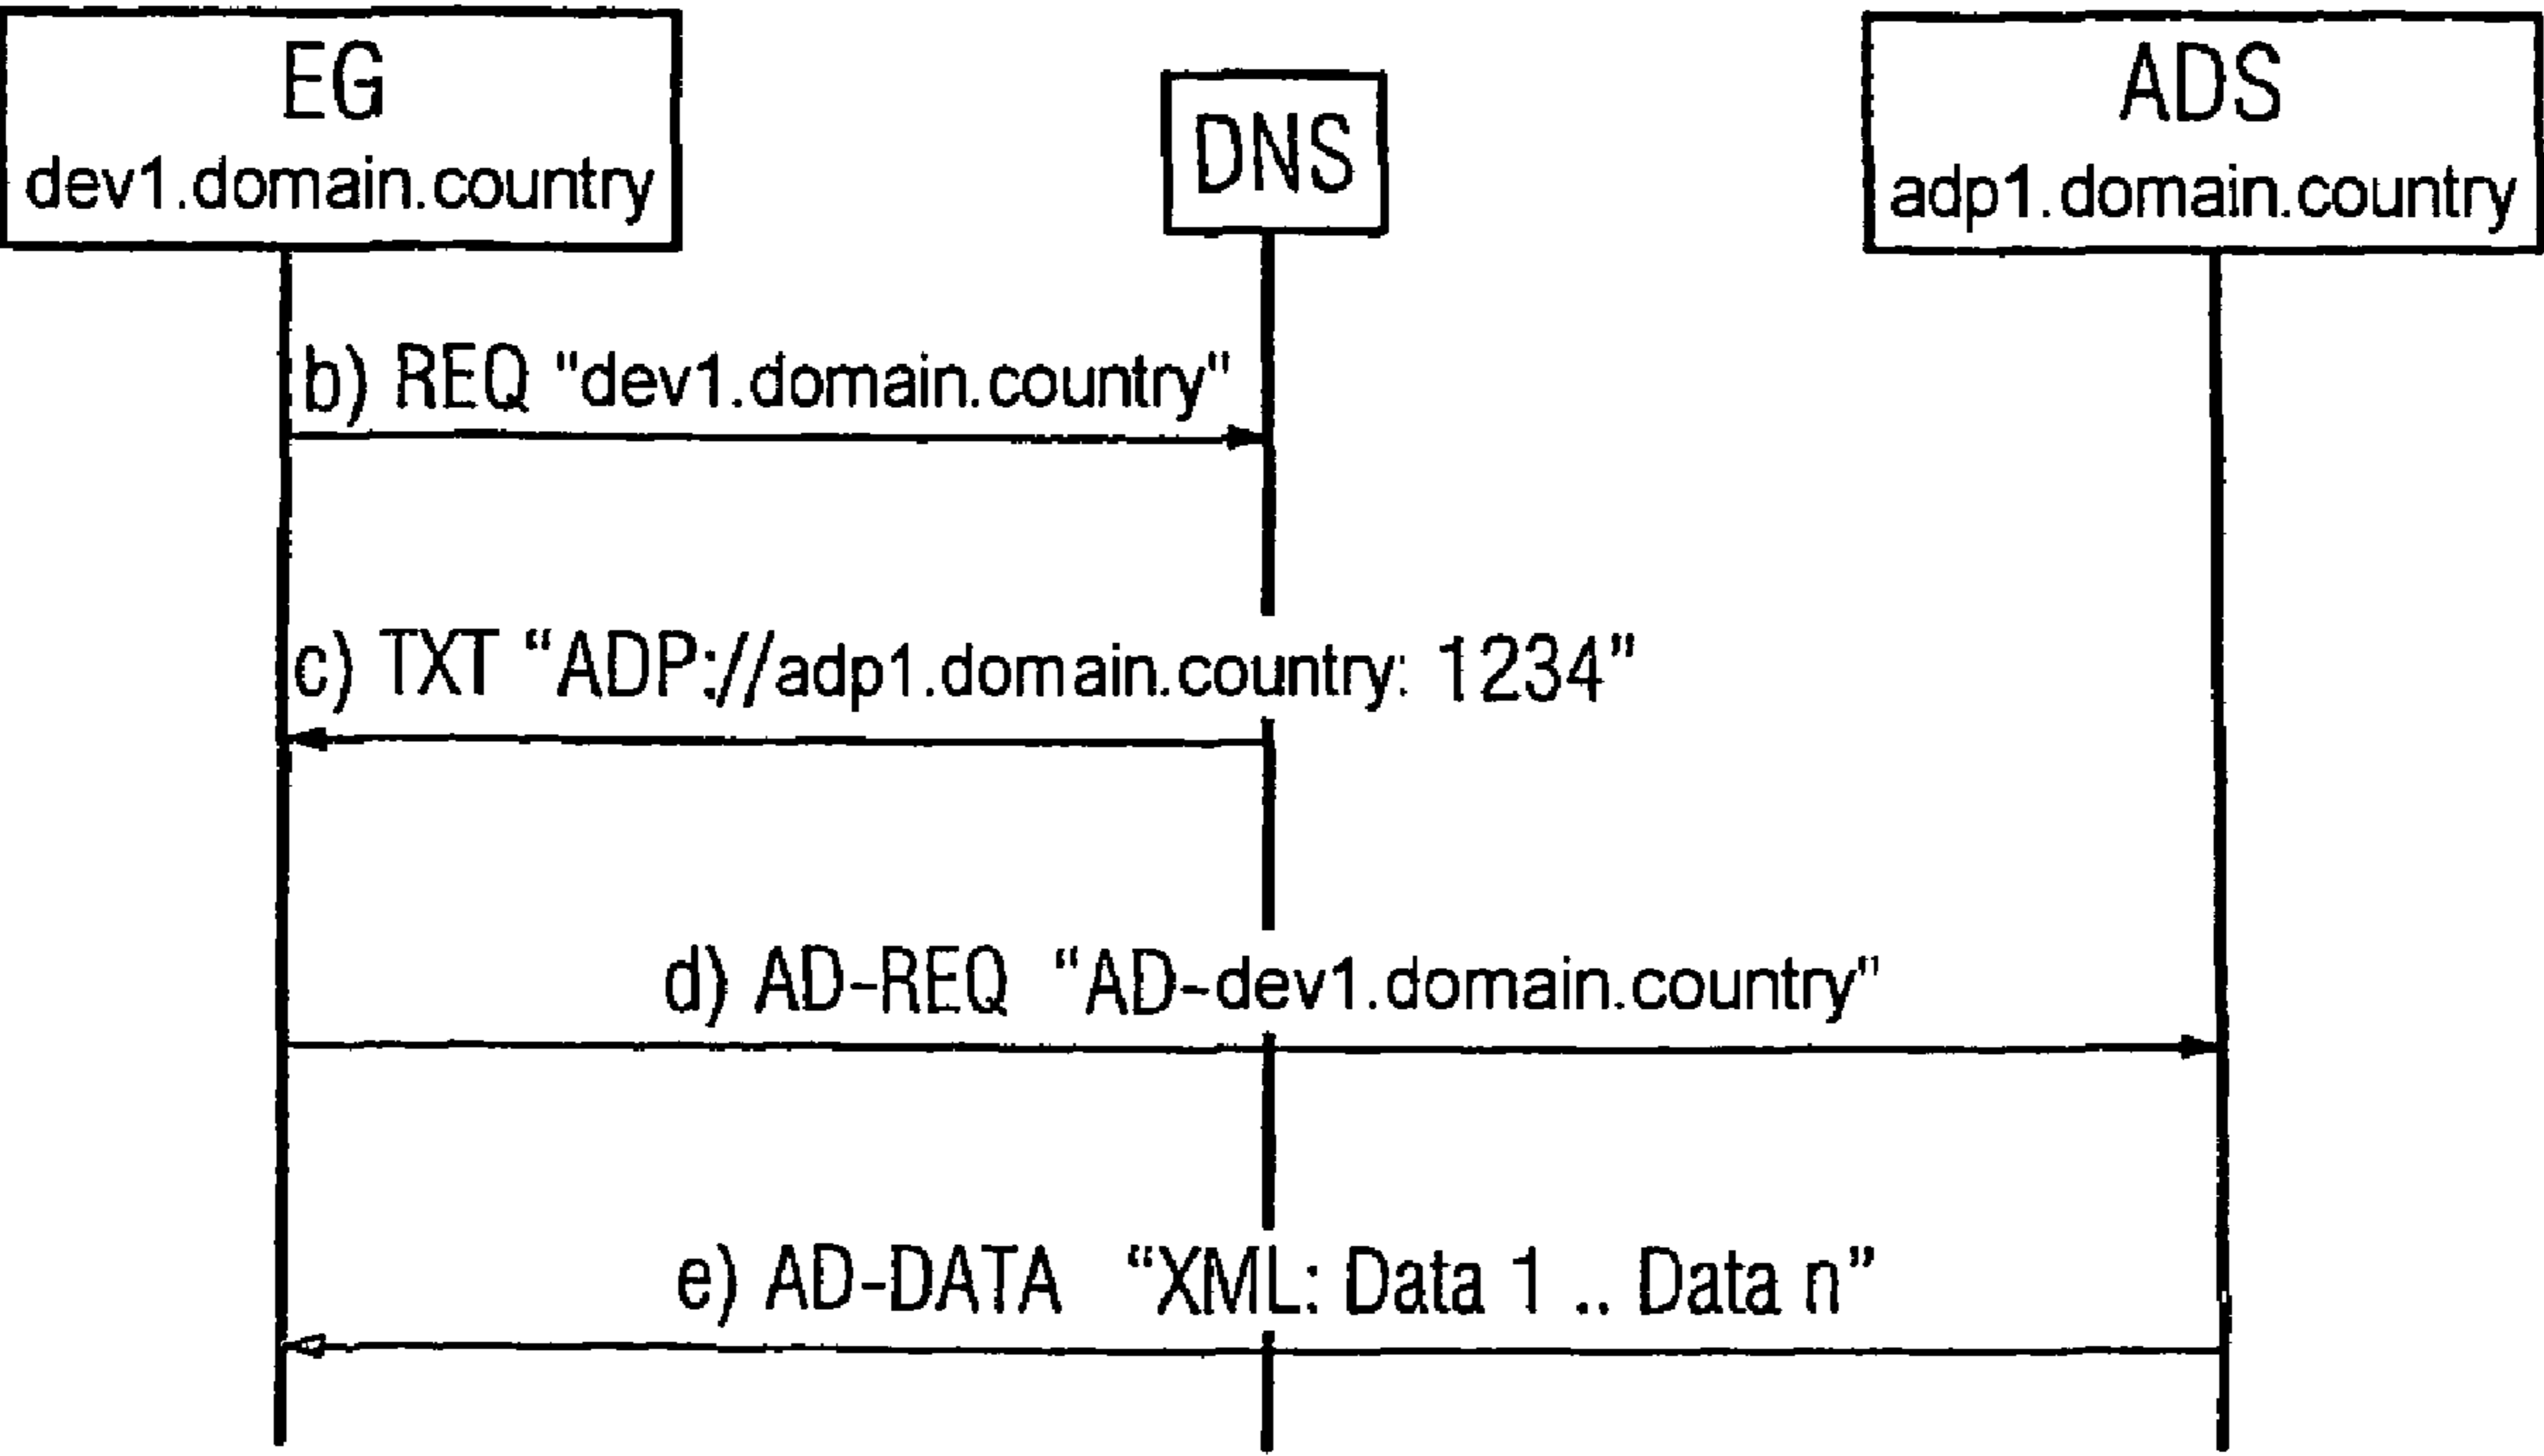 EG
dev1.domain.country
DNS
ADS
adp1.domain.country
b) REQ "dev1.domain.country"
c) TXT “ADP://adp1.domain.country: 1234”
d) AD-REQ “AD-dev1.domain.country"
e) AD-DATA “XML: Data 1 .. Data n”